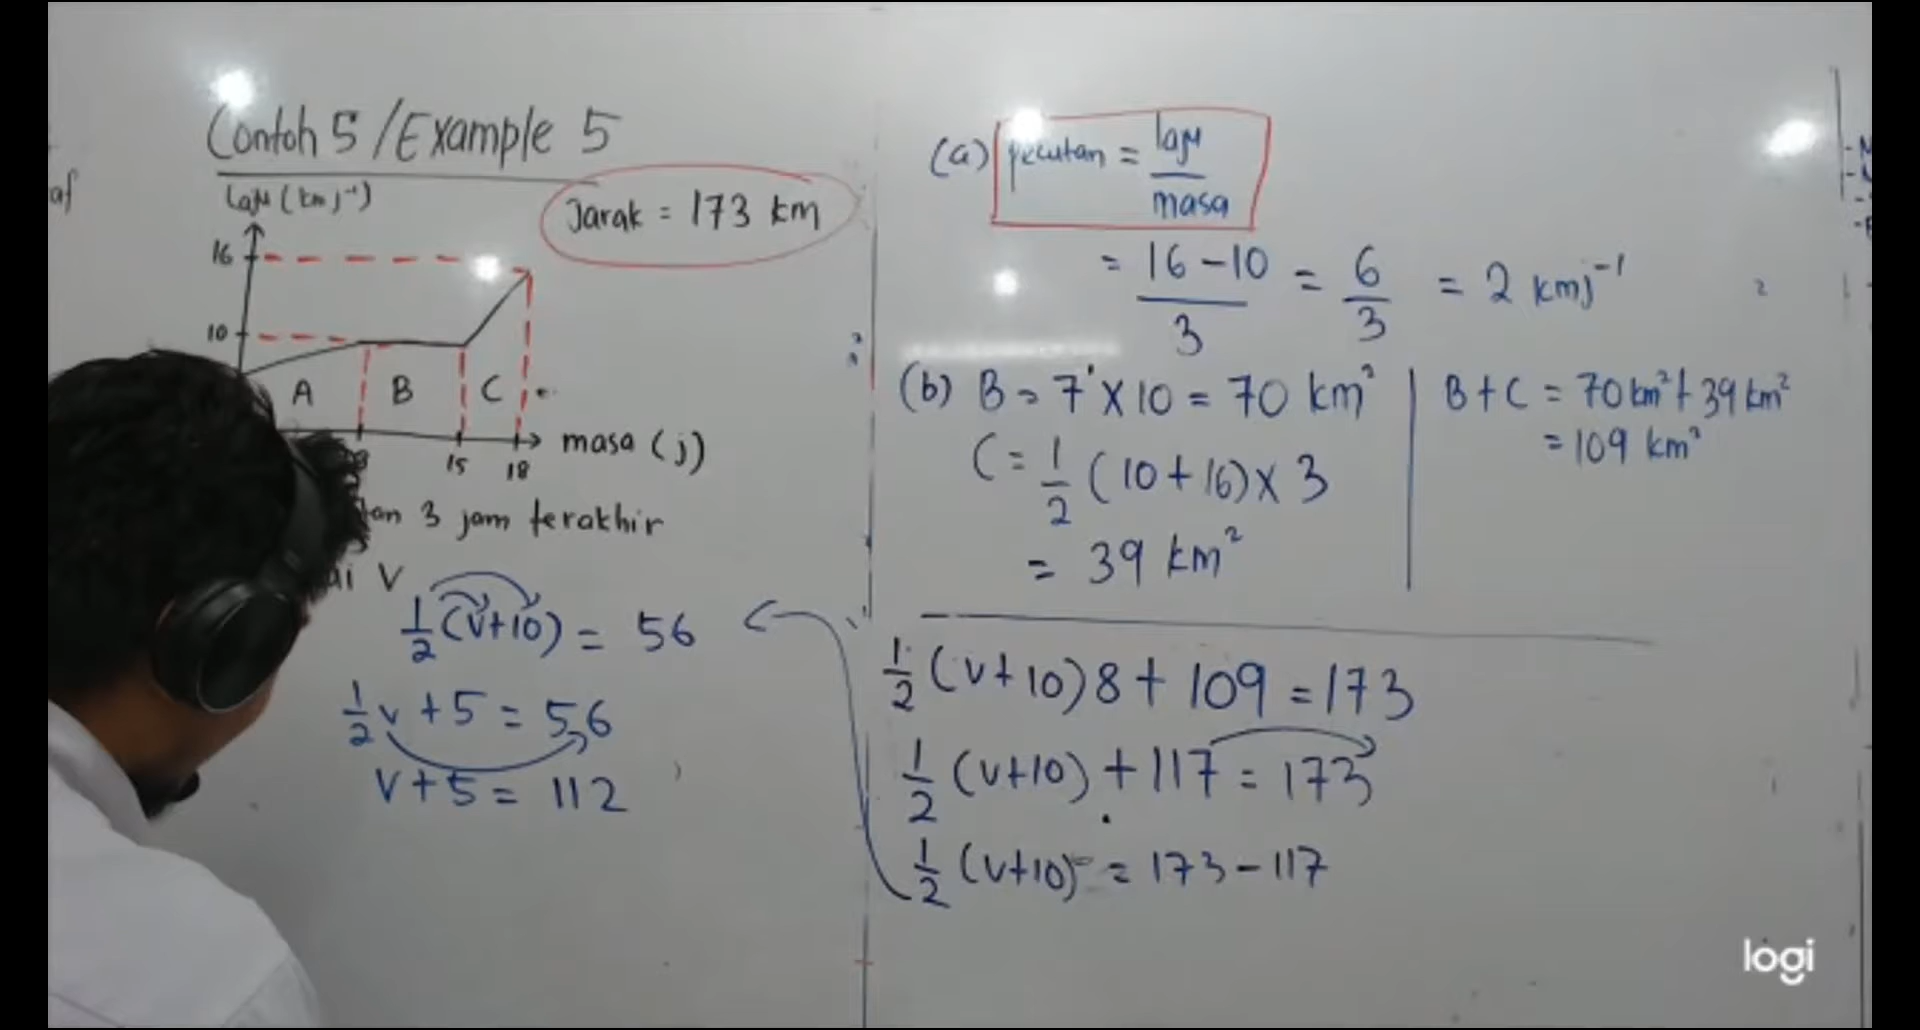 Contoh 5 / Example 5
Laju (km j⁻¹)
Jarak = 173 km
16
10
A B C
8 15 18
masa (j)
3 jam terakhir
V
½(v+10) = 56
½v + 5 = 56
v + 5 = 112
(a) pecutan = laju / masa
= (16 - 10) / 3 = 6/3 = 2 kmj⁻¹
(b) B = 7 × 10 = 70 km²
C = ½ (10 + 16) × 3
= 39 km²
B + C = 70 km² + 39 km²
= 109 km²
½ (v + 10) 8 + 109 = 173
½ (v+10) + 117 = 173
½ (v+10) = 173 - 117
logi